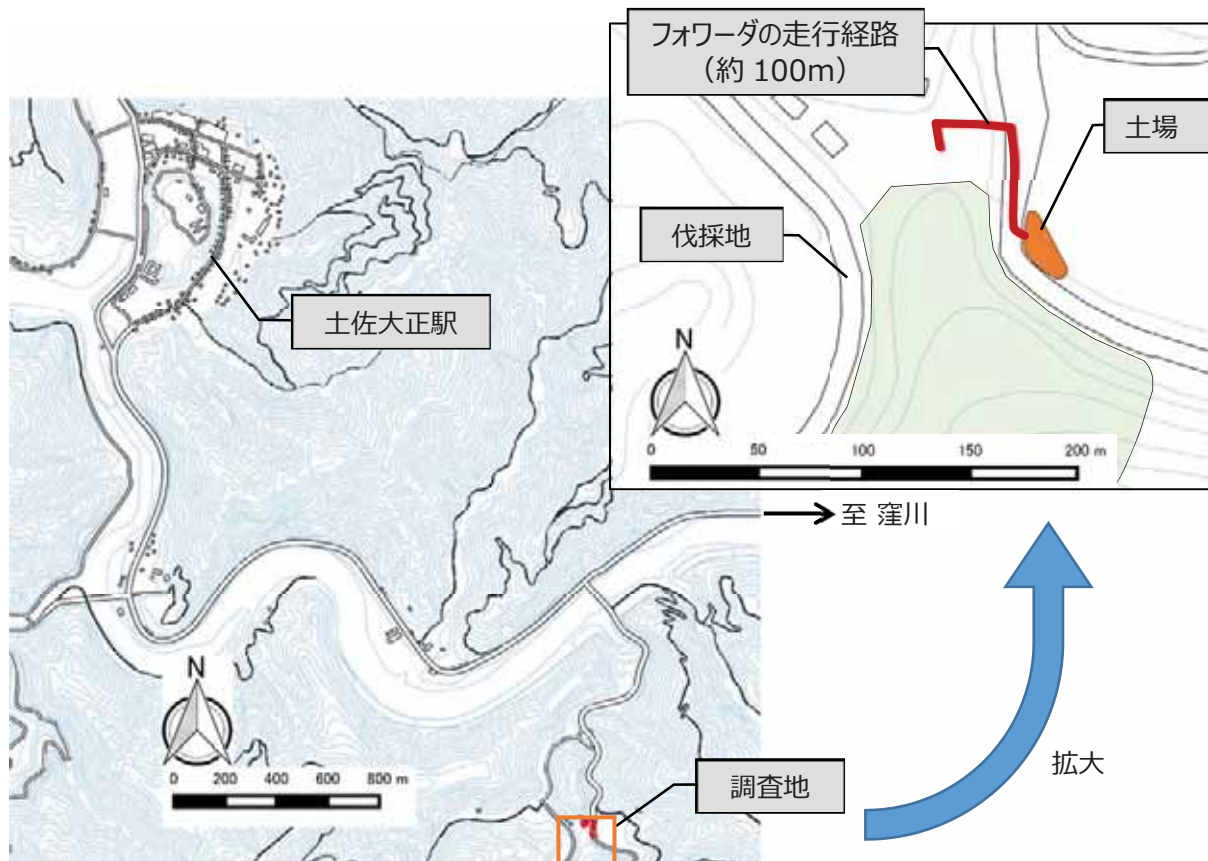 フォワーダの走行経路
（約 100m）
土場
伐採地
土佐大正駅
N
0 50 100 150 200 m
至 窪川
N
0 200 400 600 800 m
調査地
拡大